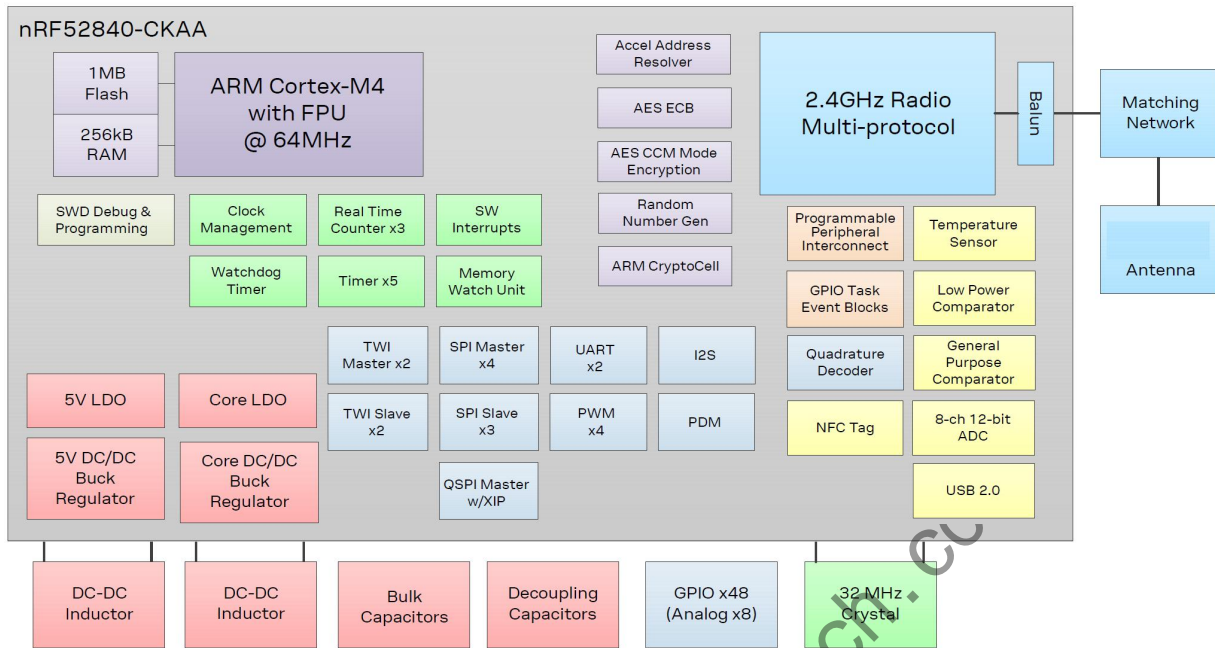 nRF52840-CKAA
1MB
Flash
256kB
RAM
ARM Cortex-M4
with FPU
@ 64MHz
Accel Address
Resolver
AES ECB
AES CCM Mode
Encryption
Random
Number Gen
ARM CryptoCell
2.4GHz Radio
Multi-protocol
Balun
Matching
Network
Antenna
SWD Debug &
Programming
Clock
Management
Real Time
Counter x3
SW
Interrupts
Watchdog
Timer
Timer x5
Memory
Watch Unit
Programmable
Peripheral
Interconnect
Temperature
Sensor
GPIO Task
Event Blocks
Low Power
Comparator
Quadrature
Decoder
General
Purpose
Comparator
NFC Tag
8-ch 12-bit
ADC
USB 2.0
TWI
Master x2
SPI Master
x4
UART
x2
I2S
TWI Slave
x2
SPI Slave
x3
PWM
x4
PDM
QSPI Master
w/XIP
5V LDO
Core LDO
5V DC/DC
Buck
Regulator
Core DC/DC
Buck
Regulator
DC-DC
Inductor
DC-DC
Inductor
Bulk
Capacitors
Decoupling
Capacitors
GPIO x48
(Analog x8)
32 MHz
Crystal